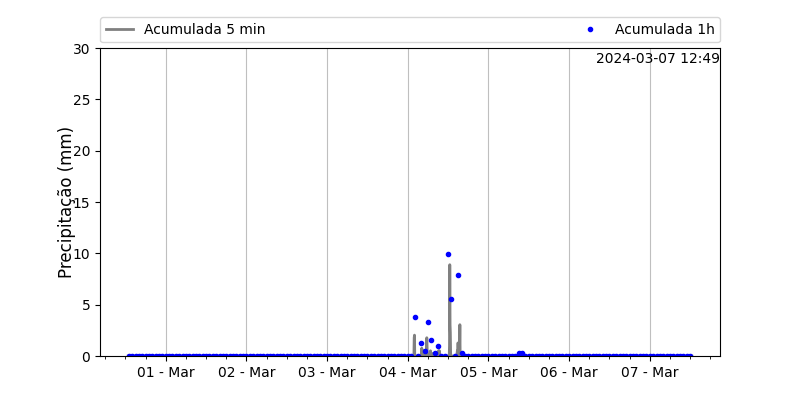 Acumulada 5 min
Acumulada 1h
2024-03-07 12:49
Precipitação (mm)
30
25
20
15
10
5
0
01 - Mar
02 - Mar
03 - Mar
04 - Mar
05 - Mar
06 - Mar
07 - Mar